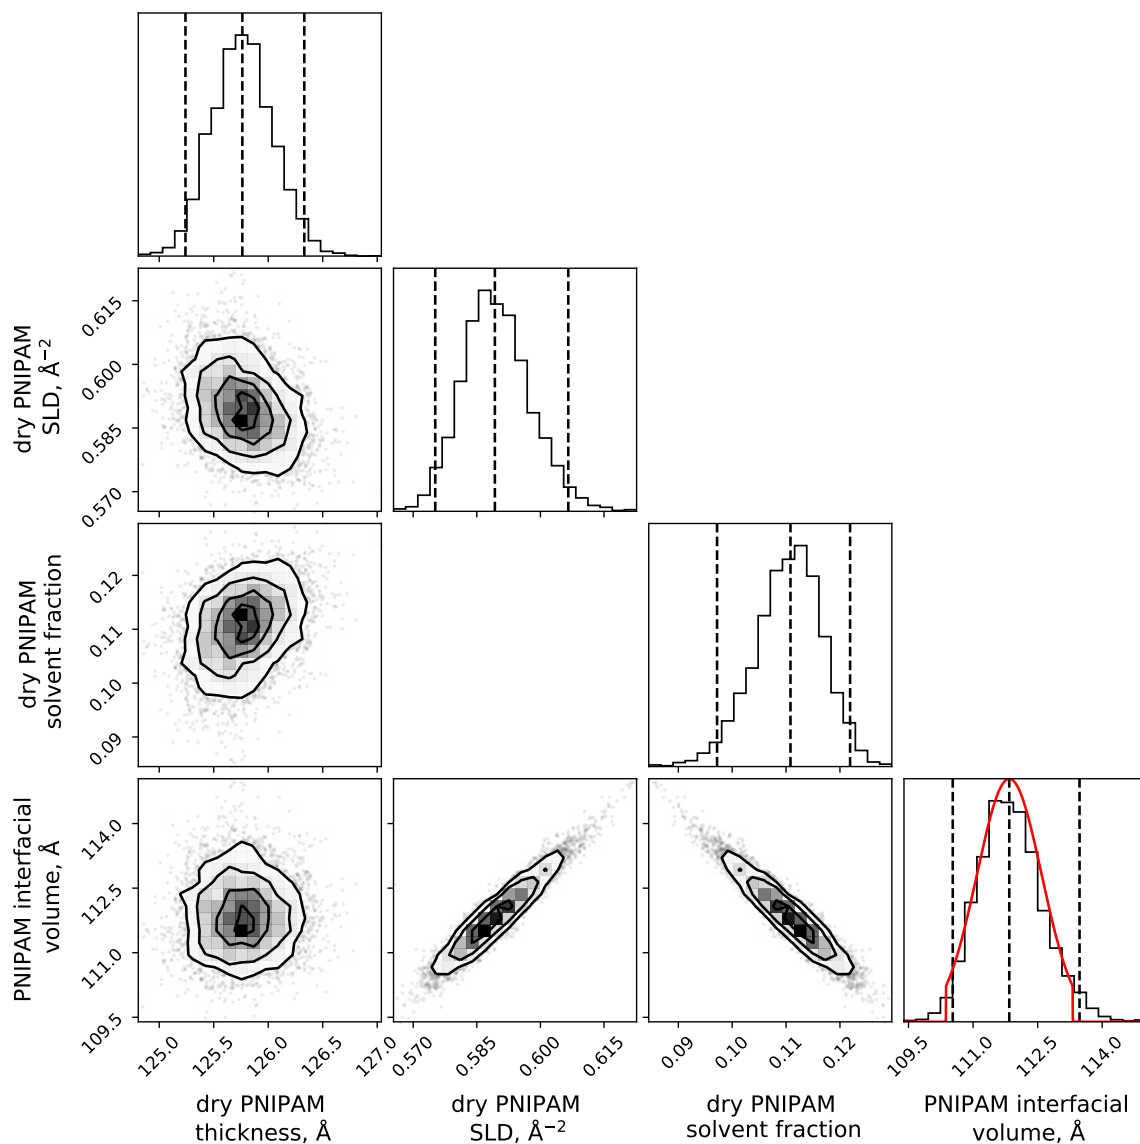 dry PNIPAM
SLD, Å⁻²
0.615
0.600
0.585
0.570
dry PNIPAM
solvent fraction
0.12
0.11
0.10
0.09
PNIPAM interfacial
volume, Å
114.0
112.5
111.0
109.5
125.0 125.5 126.0 126.5 127.0
0.570 0.585 0.600 0.615
0.09 0.10 0.11 0.12
109.5 111.0 112.5 114.0
dry PNIPAM
thickness, Å
dry PNIPAM
SLD, Å⁻²
dry PNIPAM
solvent fraction
PNIPAM interfacial
volume, Å